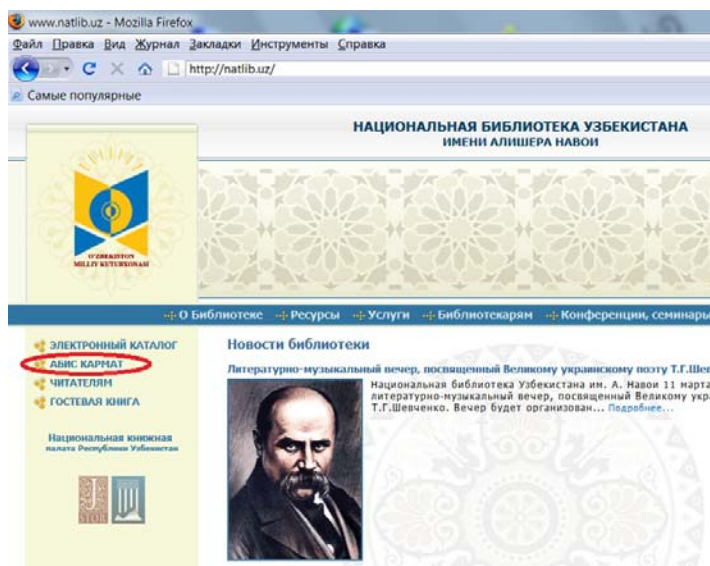 www.natlib.uz - Mozilla Firefox
Файл Правка Вид Журнал Закладки Инструменты Справка
http://natlib.uz/
Самые популярные
НАЦИОНАЛЬНАЯ БИБЛИОТЕКА УЗБЕКИСТАНА
ИМЕНИ АЛИШЕРА НАВОИ
O'ZBEKISTON
MILLIY KUTUBXONASI
О Библиотеке Ресурсы Услуги Библиотекарям Конференции, семинары
ЭЛЕКТРОННЫЙ КАТАЛОГ
АБИС КАРМАТ
ЧИТАТЕЛЯМ
ГОСТЕВАЯ КНИГА
Национальная книжная
палата Республики Узбекистан
JSTOR
Новости библиотеки
Литературно-музыкальный вечер, посвященный Великому украинскому поэту Т.Г.Шев
Национальная библиотека Узбекистана им. А. Навои 11 марта
литературно-музыкальный вечер, посвященный Великому укра
Т.Г.Шевченко. Вечер будет организован... Подробнее...